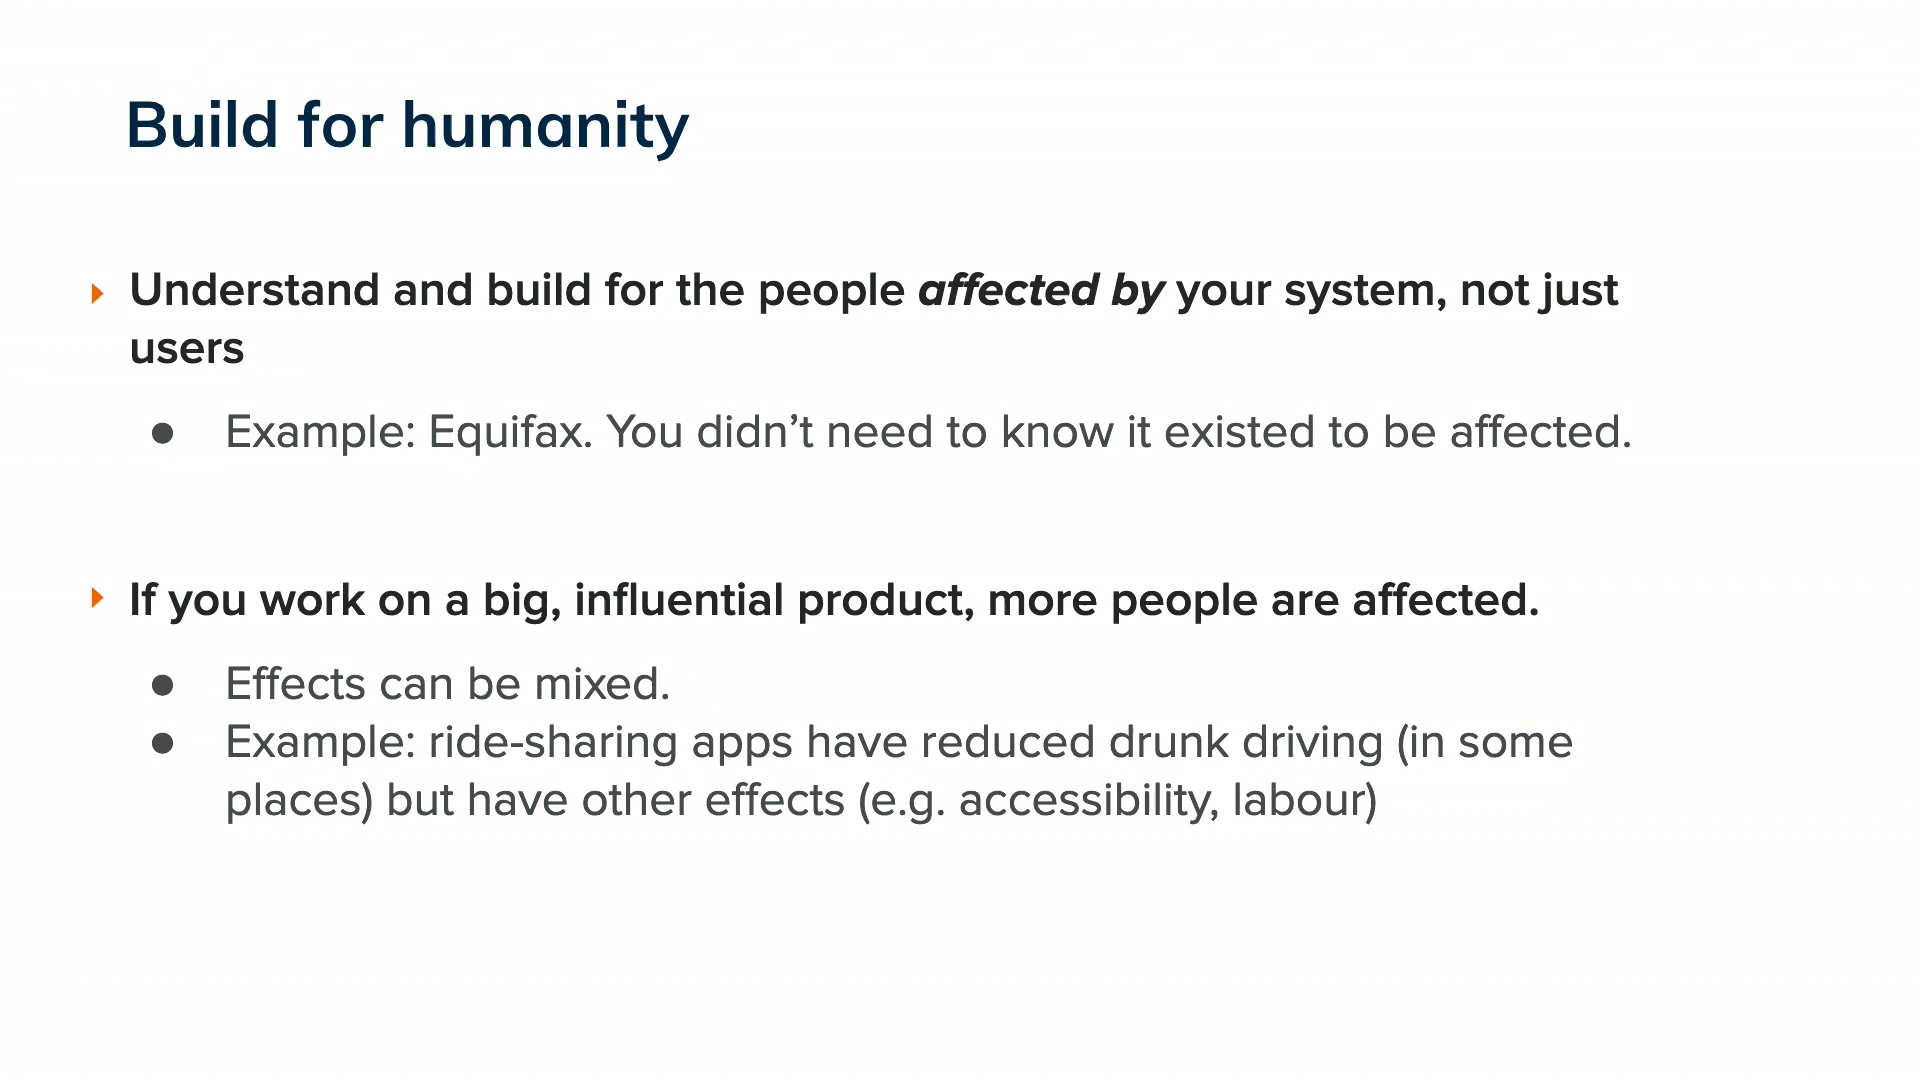 Build for humanity
Understand and build for the people affected by your system, not just
users
Example: Equifax. You didn’t need to know it existed to be affected.
If you work on a big, influential product, more people are affected.
Effects can be mixed.
Example: ride-sharing apps have reduced drunk driving (in some
places) but have other effects (e.g. accessibility, labour)